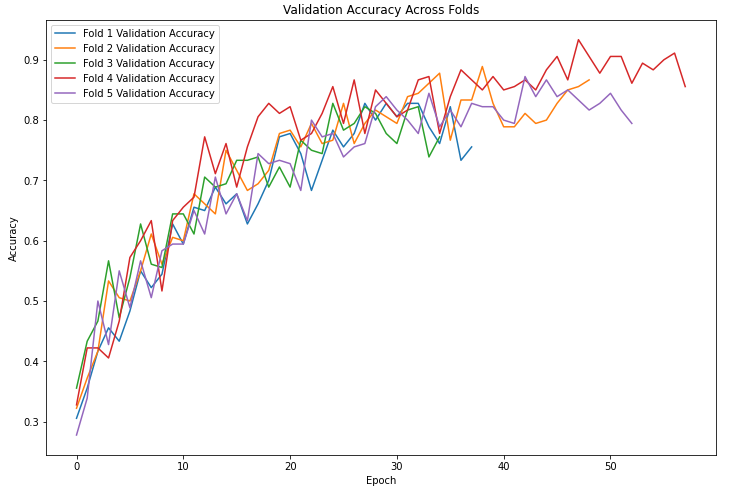 Validation Accuracy Across Folds
Fold 1 Validation Accuracy
Fold 2 Validation Accuracy
Fold 3 Validation Accuracy
Fold 4 Validation Accuracy
Fold 5 Validation Accuracy
Accuracy
0.9
0.8
0.7
0.6
0.5
0.4
0.3
0 10 20 30 40 50
Epoch